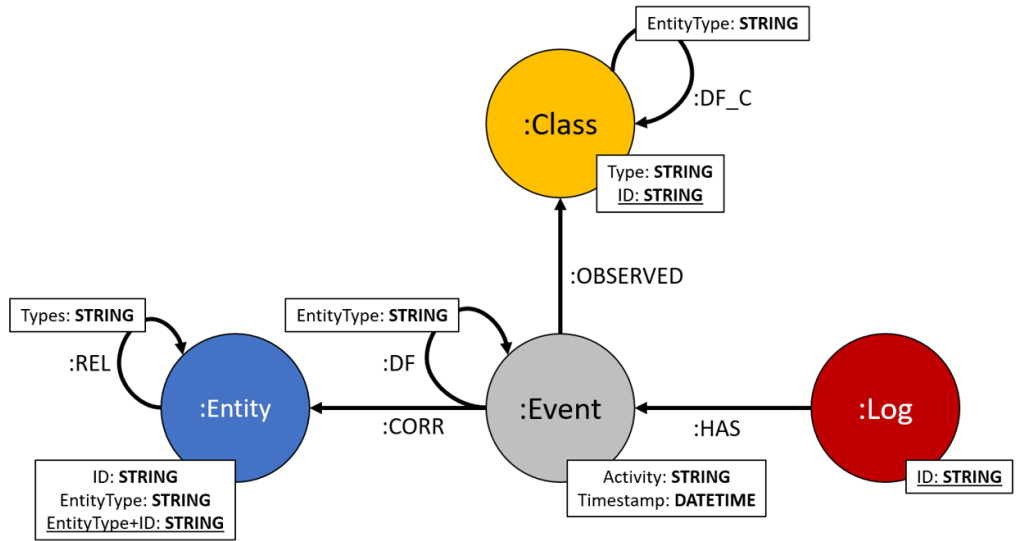 EntityType: STRING
:DF_C
:Class
Type: STRING
ID: STRING
:OBSERVED
Types: STRING
:REL
EntityType: STRING
:DF
:Entity
:CORR
:Event
:HAS
:Log
ID: STRING
EntityType: STRING
EntityType+ID: STRING
Activity: STRING
Timestamp: DATETIME
ID: STRING